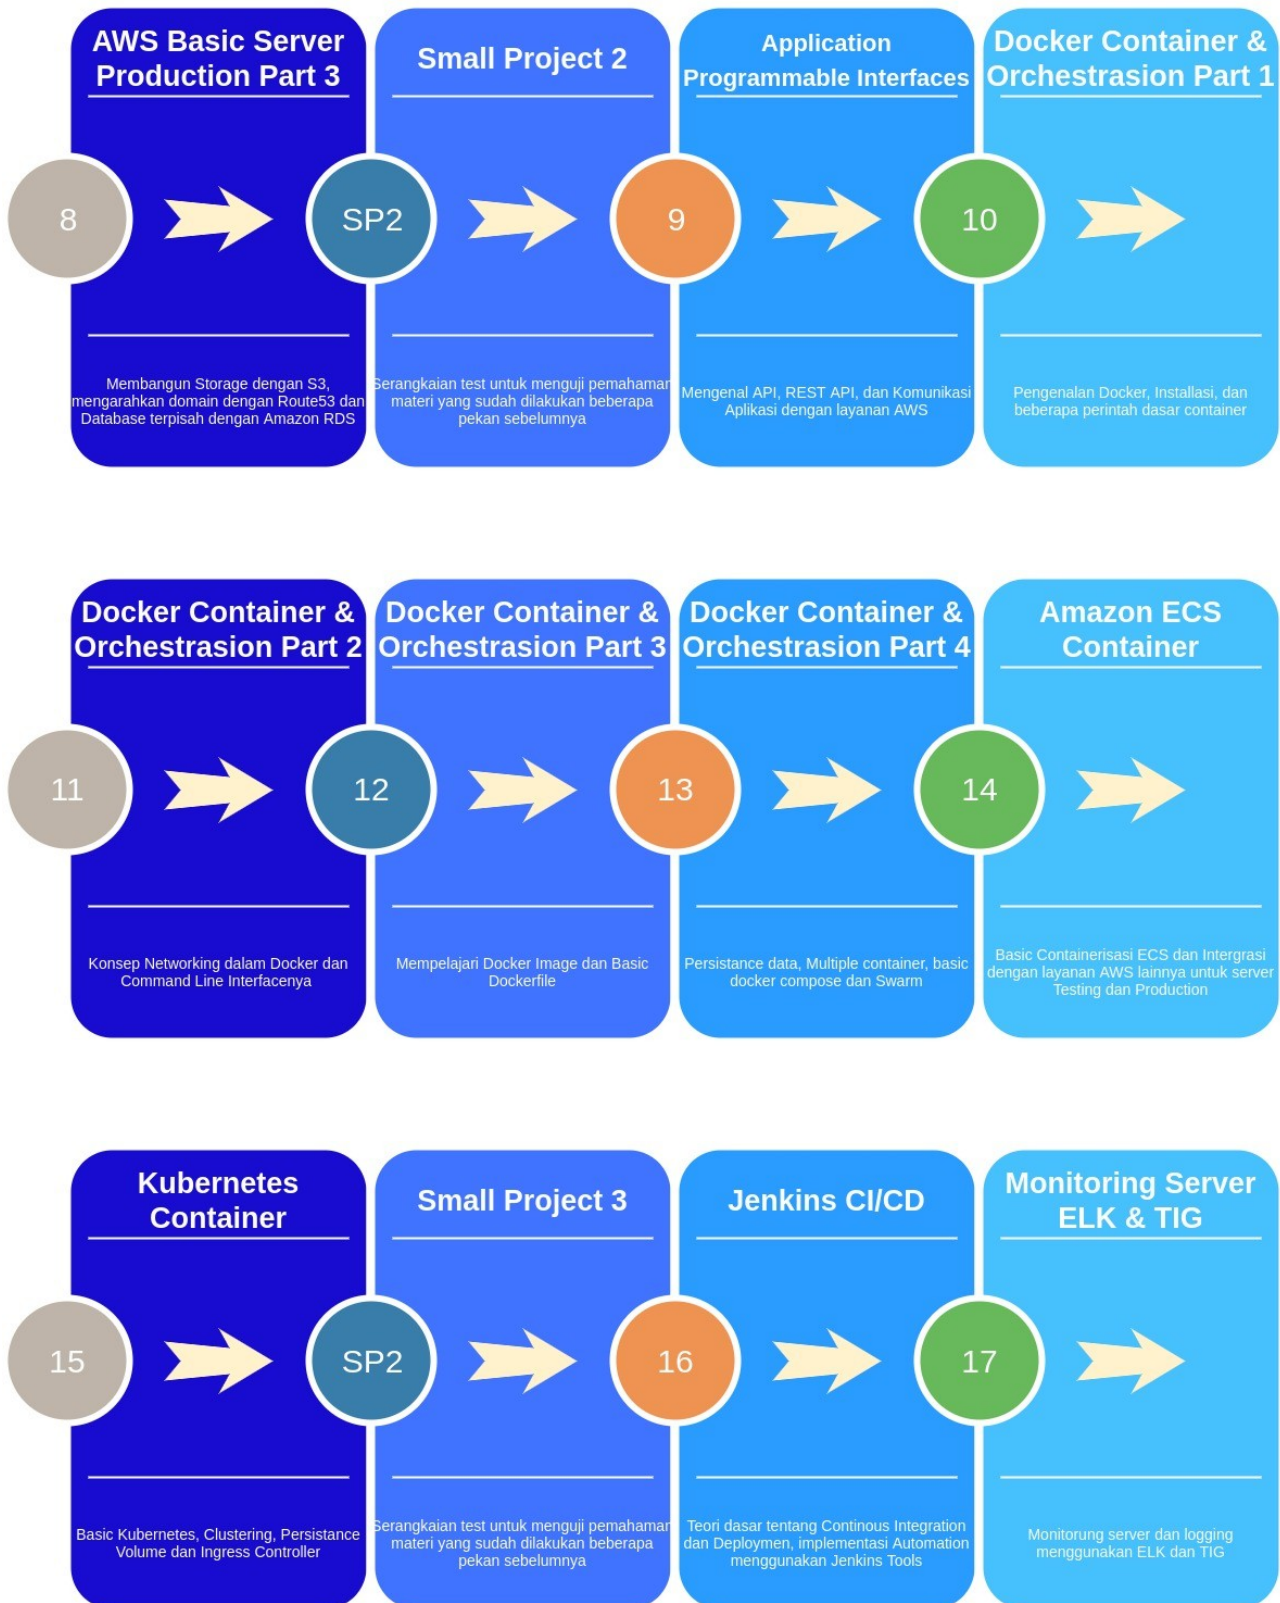 AWS Basic Server
Production Part 3
8
Membangun Storage dengan S3,
mengarahkan domain dengan Route53 dan
Database terpisah dengan Amazon RDS
Small Project 2
SP2
Serangkaian test untuk menguji pemahaman
materi yang sudah dilakukan beberapa
pekan sebelumnya
Application
Programmable Interfaces
9
Mengenal API, REST API, dan Komunikasi
Aplikasi dengan layanan AWS
Docker Container &
Orchestrasion Part 1
10
Pengenalan Docker, Installasi, dan
beberapa perintah dasar container
Docker Container &
Orchestrasion Part 2
11
Konsep Networking dalam Docker dan
Command Line Interfacenya
Docker Container &
Orchestrasion Part 3
12
Mempelajari Docker Image dan Basic
Dockerfile
Docker Container &
Orchestrasion Part 4
13
Persistance data, Multiple container, basic
docker compose dan Swarm
Amazon ECS
Container
14
Basic Containerisasi ECS dan Intergrasi
dengan layanan AWS lainnya untuk server
Testing dan Production
Kubernetes
Container
15
Basic Kubernetes, Clustering, Persistance
Volume dan Ingress Controller
Small Project 3
SP2
Serangkaian test untuk menguji pemahaman
materi yang sudah dilakukan beberapa
pekan sebelumnya
Jenkins CI/CD
16
Teori dasar tentang Continous Integration
dan Deploymen, implementasi Automation
menggunakan Jenkins Tools
Monitoring Server
ELK & TIG
17
Monitorung server dan logging
menggunakan ELK dan TIG